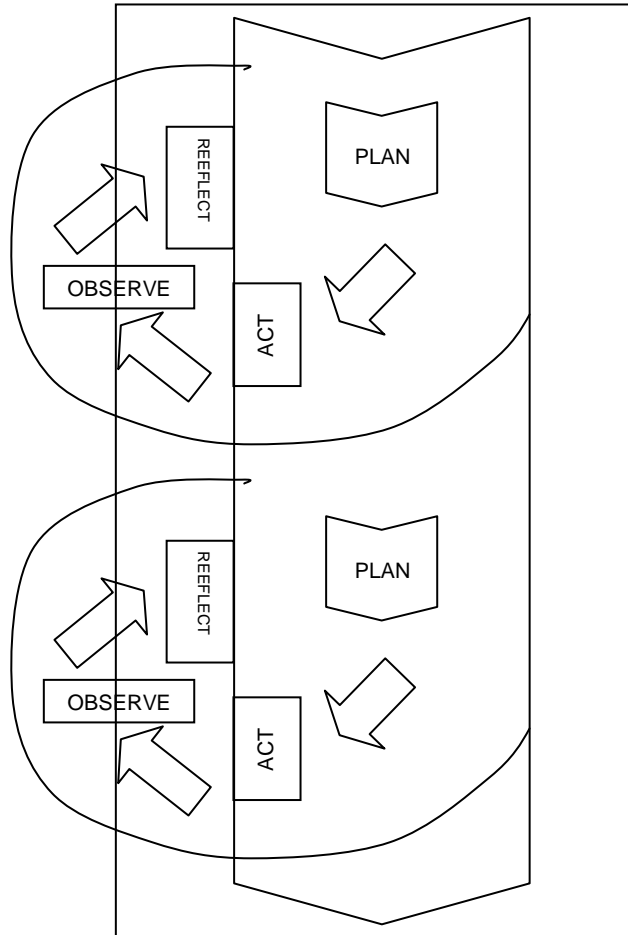 PLAN
REEFLECT
OBSERVE
ACT
PLAN
REEFLECT
OBSERVE
ACT